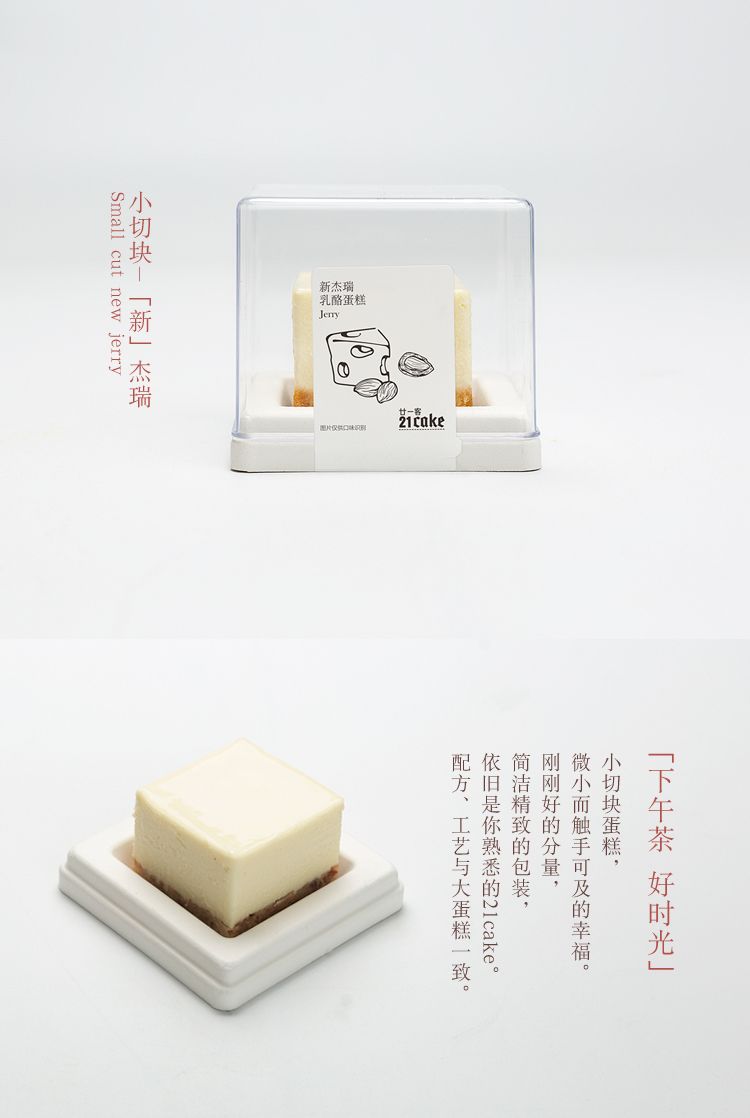 小切块—「新」杰瑞
Small cut new jerry
新杰瑞
乳酪蛋糕
Jerry
廿一客
21cake
图片仅供口味识别
「下午茶 好时光」
小切块蛋糕，
微小而触手可及的幸福。
刚刚好的分量，
简洁精致的包装，
依旧是你熟悉的21cake。
配方、工艺与大蛋糕一致。